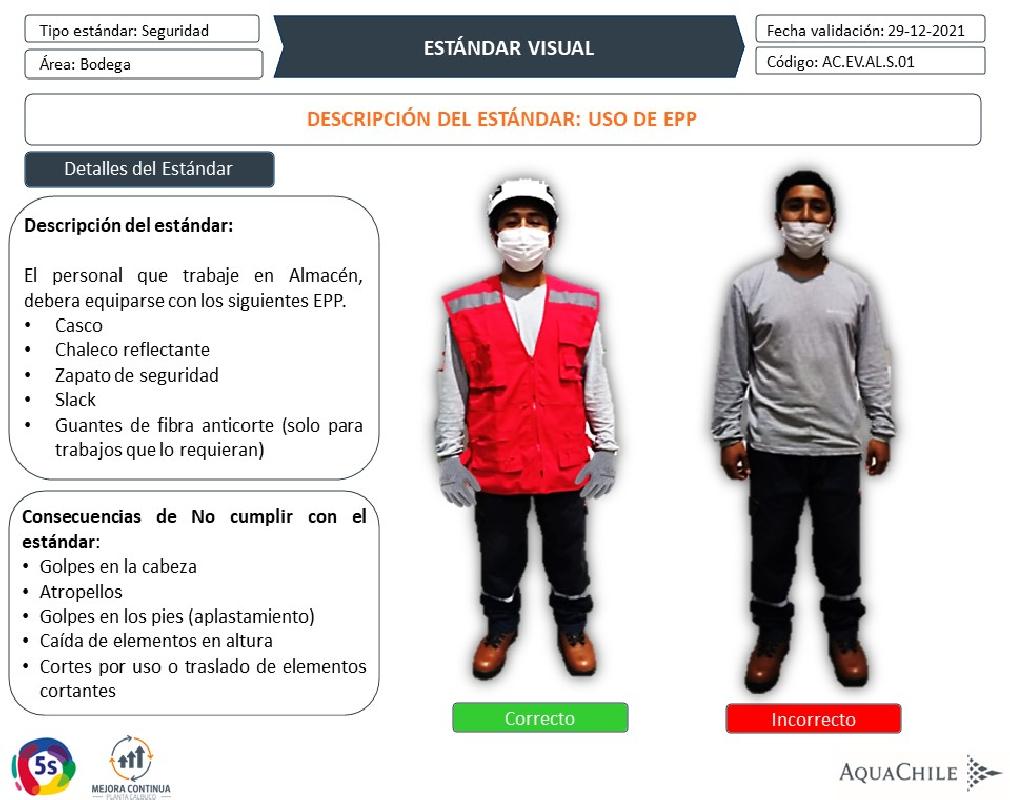 Tipo estándar: Seguridad
Área: Bodega
ESTÁNDAR VISUAL
Fecha validación: 29-12-2021
Código: AC.EV.AL.S.01
DESCRIPCIÓN DEL ESTÁNDAR: USO DE EPP
Detalles del Estándar
Descripción del estándar:
El personal que trabaje en Almacén,
debera equiparse con los siguientes EPP.
• Casco
• Chaleco reflectante
• Zapato de seguridad
• Slack
• Guantes de fibra anticorte (solo para
trabajos que lo requieran)
Consecuencias de No cumplir con el
estándar:
• Golpes en la cabeza
• Atropellos
• Golpes en los pies (aplastamiento)
• Caída de elementos en altura
• Cortes por uso o traslado de elementos
cortantes
Correcto
Incorrecto
5s
MEJORA CONTINUA
PLANTA CALBUCO
AQUACHILE